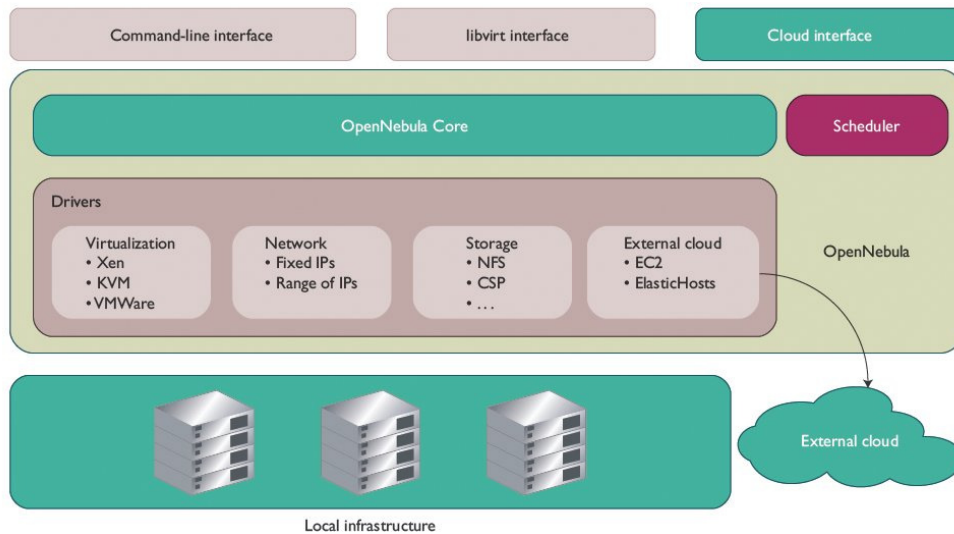 Command-line interface
libvirt interface
Cloud interface
OpenNebula Core
Scheduler
Drivers
Virtualization
• Xen
• KVM
• VMWare
Network
• Fixed IPs
• Range of IPs
Storage
• NFS
• CSP
• ...
External cloud
• EC2
• ElasticHosts
OpenNebula
External cloud
Local infrastructure